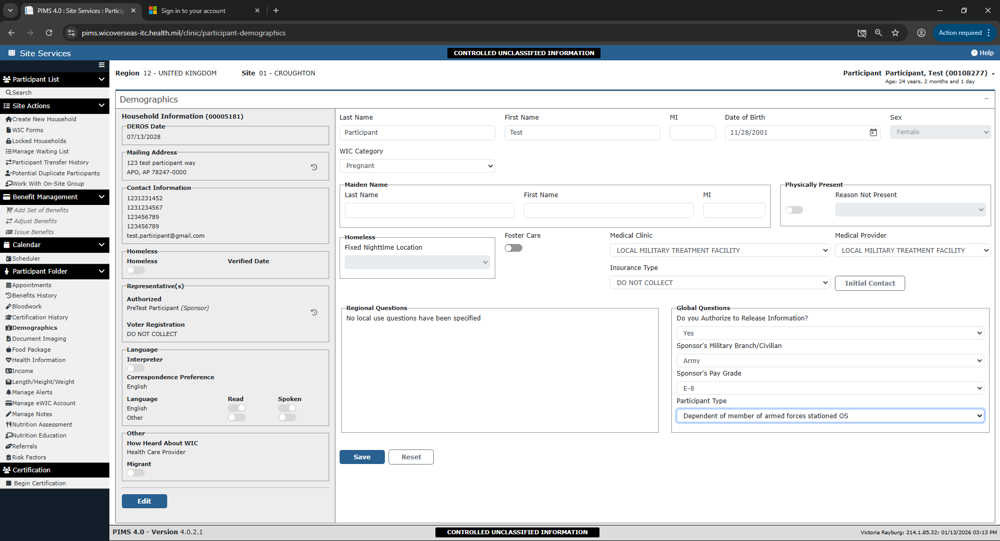 PIMS 4.0 : Site Services : Partici
Sign in to your account
pims.wicoverseas-itc.health.mil/clinic/participant-demographics
Action required
Site Services
CONTROLLED UNCLASSIFIED INFORMATION
Help
Region 12 - UNITED KINGDOM
Site 01 - CROUGHTON
Participant Participant, Test (00108277)
Age: 24 years, 2 months and 1 day
Participant List
Search
Site Actions
Create New Household
WIC Forms
Locked Households
Manage Waiting List
Participant Transfer History
Potential Duplicate Participants
Work With On-Site Group
Benefit Management
Add Set of Benefits
Adjust Benefits
Issue Benefits
Calendar
Scheduler
Participant Folder
Appointments
Benefits History
Bloodwork
Certification History
Demographics
Document Imaging
Food Package
Health Information
Income
Length/Height/Weight
Manage Alerts
Manage eWIC Account
Manage Notes
Nutrition Assessment
Nutrition Education
Referrals
Risk Factors
Certification
Begin Certification
Demographics
Household Information (00005181)
DEROS Date
07/13/2028
Mailing Address
123 test participant way
APO, AP 78247-0000
Contact Information
1231231452
1231234567
123456789
123456789
test.participant@gmail.com
Homeless
Homeless Verified Date
Representative(s)
Authorized
PreTest Participant (Sponsor)
Voter Registration
DO NOT COLLECT
Language
Interpreter
Correspondence Preference
English
Language Read Spoken
English
Other
Other
How Heard About WIC
Health Care Provider
Migrant
Edit
Last Name First Name MI Date of Birth Sex
Participant Test 11/28/2001 Female
WIC Category
Pregnant
Maiden Name
Last Name First Name MI
Physically Present
Reason Not Present
Homeless
Fixed Nighttime Location
Foster Care
Medical Clinic
LOCAL MILITARY TREATMENT FACILITY
Medical Provider
LOCAL MILITARY TREATMENT FACILITY
Insurance Type
DO NOT COLLECT
Initial Contact
Regional Questions
No local use questions have been specified
Global Questions
Do you Authorize to Release Information?
Yes
Sponsor's Military Branch/Civilian
Army
Sponsor's Pay Grade
E-8
Participant Type
Dependent of member of armed forces stationed OS
Save
Reset
PIMS 4.0 - Version 4.0.2.1
CONTROLLED UNCLASSIFIED INFORMATION
Victoria Rayburg: 214.1.85.32: 01/13/2026 03:13 PM